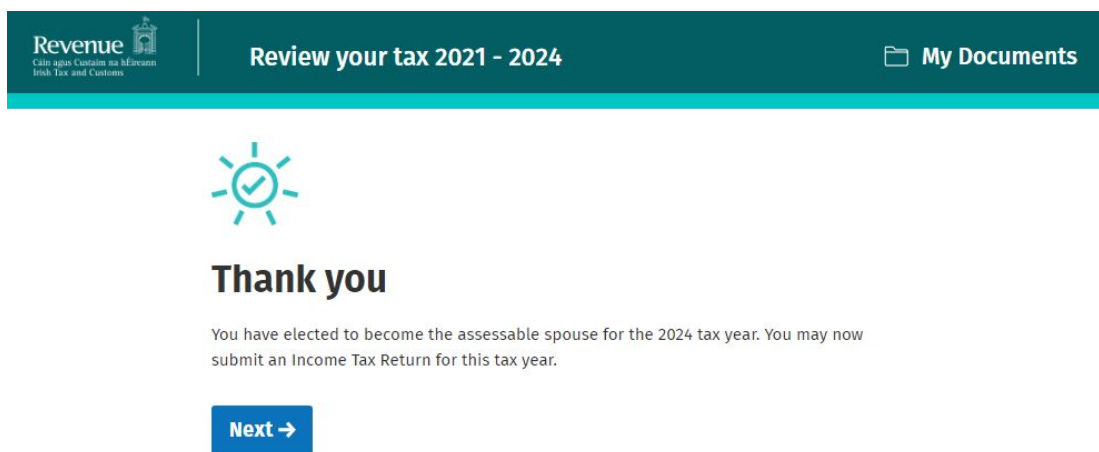 Revenue
Cáin agus Custaim na hÉireann
Irish Tax and Customs
Review your tax 2021 - 2024
My Documents
Thank you
You have elected to become the assessable spouse for the 2024 tax year. You may now
submit an Income Tax Return for this tax year.
Next →